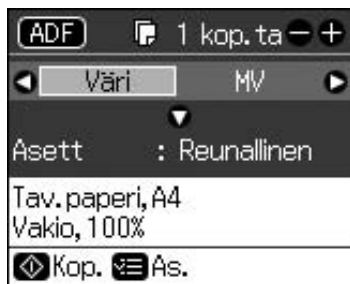 ADF 1 kop.ta
Väri MV
Asett : Reunallinen
Tav.paperi, A4
Vakio, 100%
Kop. As.